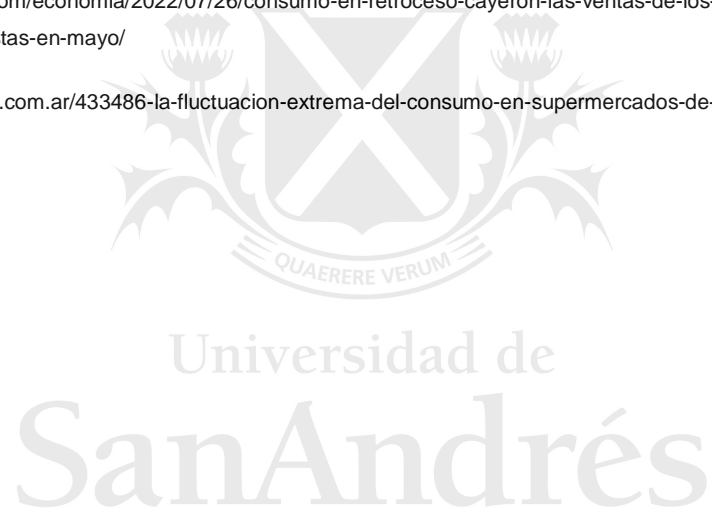 om/economia/2022/07/26/consumo-en-retroceso-cayeron-las-ventas-de-los-
tas-en-mayo/
.com.ar/433486-la-fluctuacion-extrema-del-consumo-en-supermercados-de-
QUAERERE VERUM
Universidad de
SanAndrés